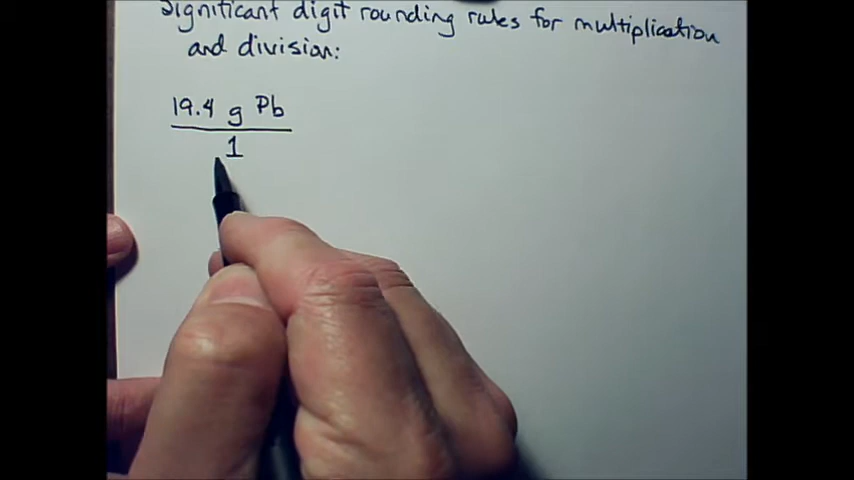 Significant digit rounding rules for multiplication
and division:
19.4 g Pb
1